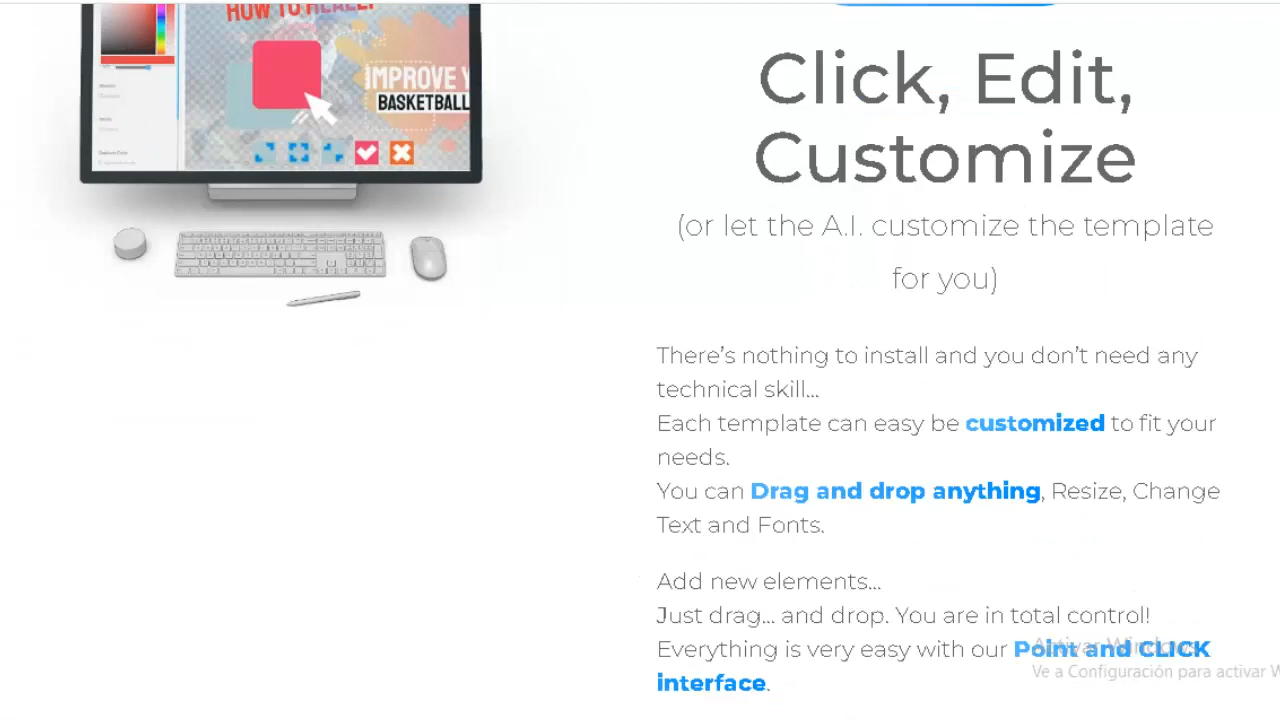 IMPROVE Y
BASKETBALL
Click, Edit,
Customize
(or let the A.I. customize the template
for you)
There's nothing to install and you don't need any
technical skill...
Each template can easy be customized to fit your
needs.
You can Drag and drop anything, Resize, Change
Text and Fonts.
Add new elements...
Just drag... and drop. You are in total control!
Everything is very easy with our Point and CLICK
interface.
Activar Windows
Ve a Configuración para activar W